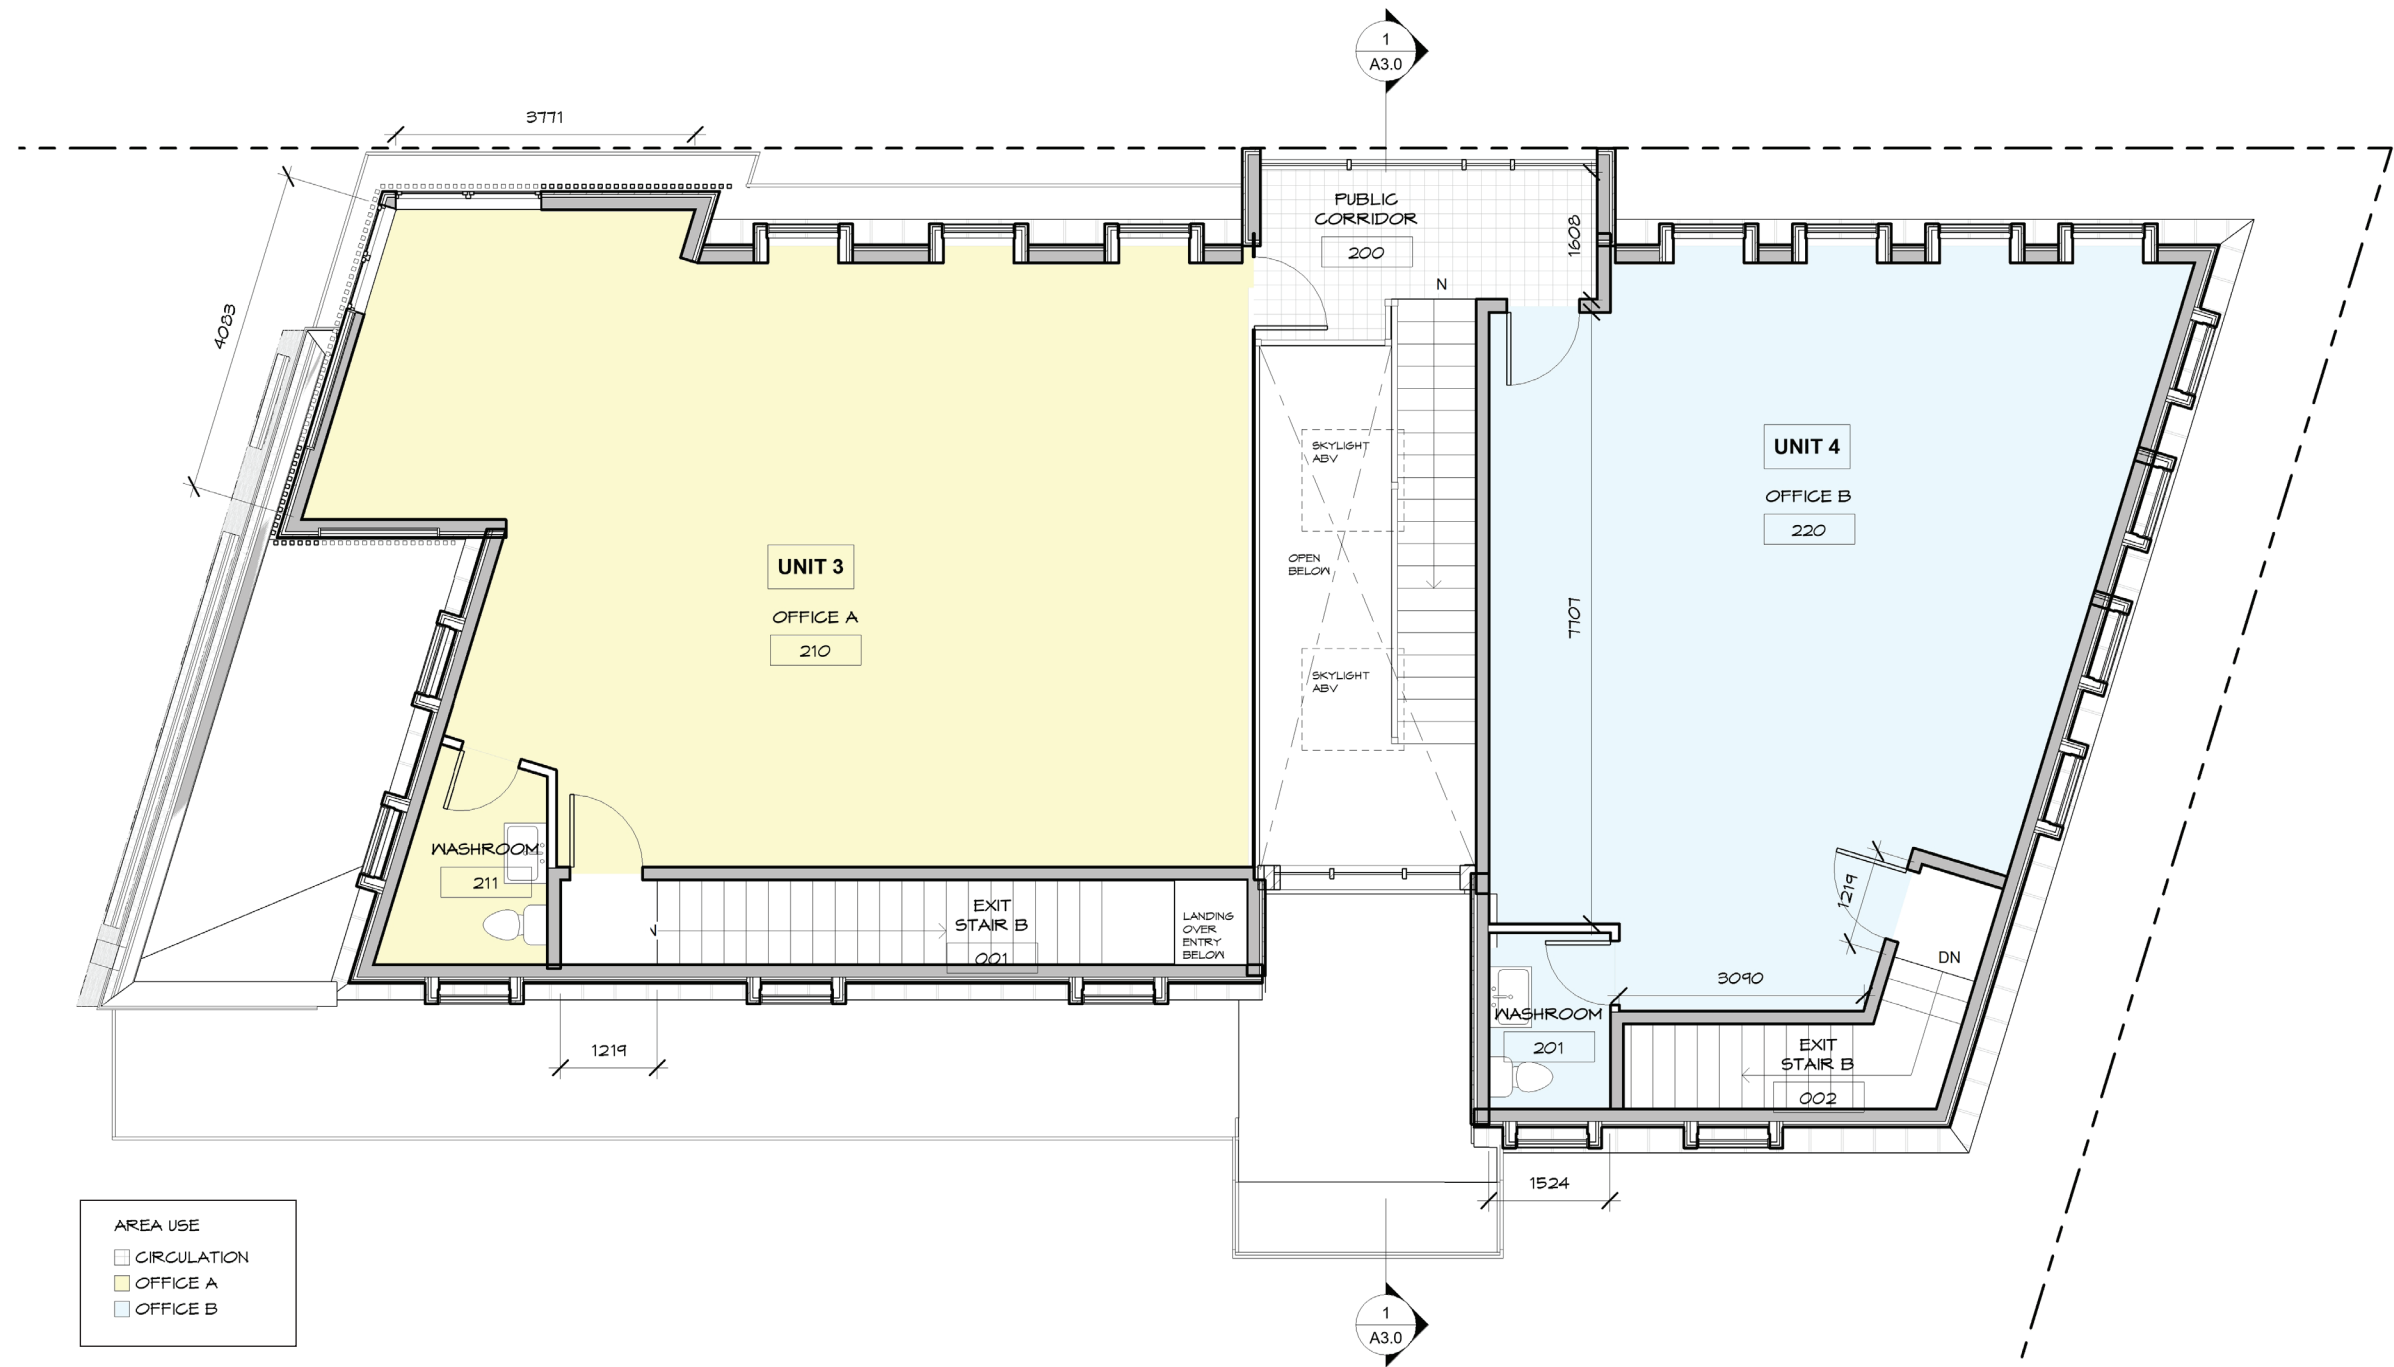 1
A3.0
3771
PUBLIC
CORRIDOR
200
1608
N
4083
SKYLIGHT
ABV
UNIT 4
OFFICE B
220
OPEN
BELOW
UNIT 3
OFFICE A
210
7707
SKYLIGHT
ABV
WASHROOM
211
EXIT
STAIR B
001
LANDING
OVER
ENTRY
BELOW
1219
DN
3090
WASHROOM
201
EXIT
STAIR B
002
1219
1524
AREA USE
CIRCULATION
OFFICE A
OFFICE B
1
A3.0